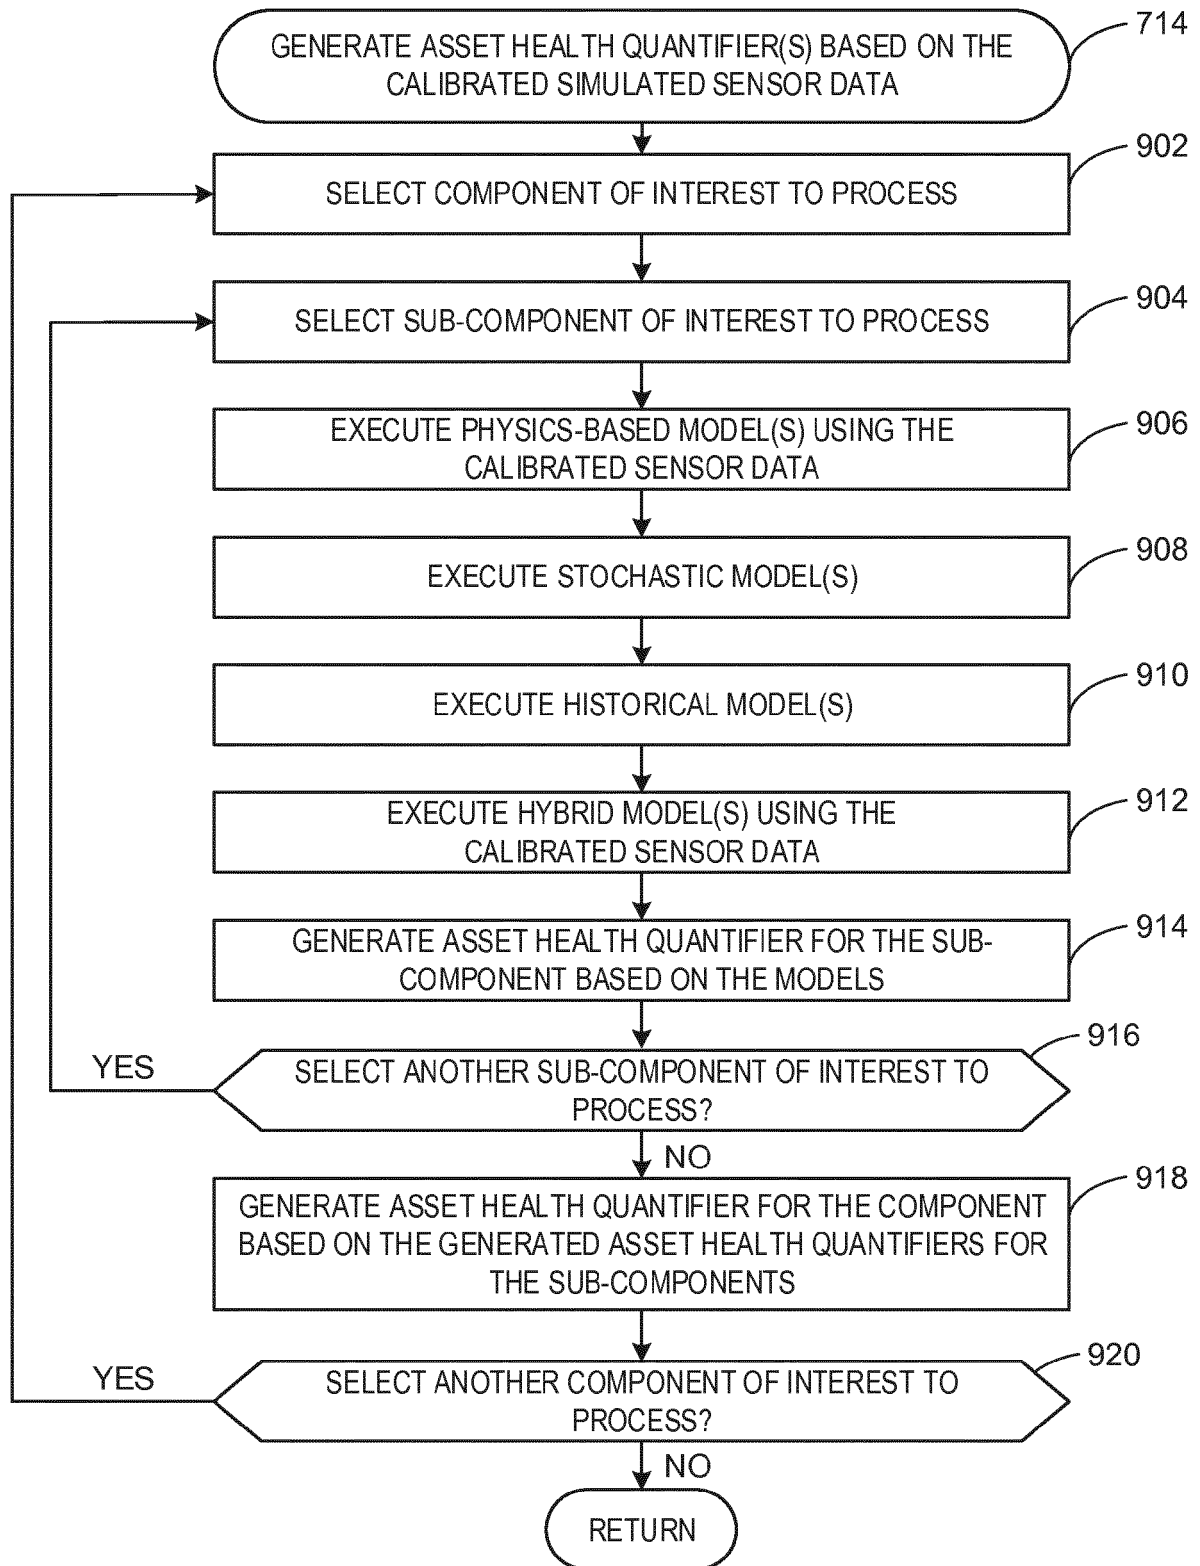 GENERATE ASSET HEALTH QUANTIFIER(S) BASED ON THE
CALIBRATED SIMULATED SENSOR DATA
714
SELECT COMPONENT OF INTEREST TO PROCESS
902
SELECT SUB-COMPONENT OF INTEREST TO PROCESS
904
EXECUTE PHYSICS-BASED MODEL(S) USING THE
CALIBRATED SENSOR DATA
906
EXECUTE STOCHASTIC MODEL(S)
908
EXECUTE HISTORICAL MODEL(S)
910
EXECUTE HYBRID MODEL(S) USING THE
CALIBRATED SENSOR DATA
912
GENERATE ASSET HEALTH QUANTIFIER FOR THE SUB-
COMPONENT BASED ON THE MODELS
914
SELECT ANOTHER SUB-COMPONENT OF INTEREST TO
PROCESS?
916
YES
NO
GENERATE ASSET HEALTH QUANTIFIER FOR THE COMPONENT
BASED ON THE GENERATED ASSET HEALTH QUANTIFIERS FOR
THE SUB-COMPONENTS
918
SELECT ANOTHER COMPONENT OF INTEREST TO
PROCESS?
920
YES
NO
RETURN